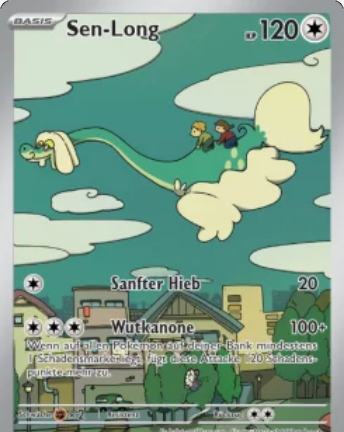 BASIS
Sen-Long
KP 120
Sanfter Hieb 20
Wutkanone 100+
Wenn auf allen Pokémon auf deiner Bank mindestens
1 Schadensmarke liegt, fügt diese Attacke 120 Schadens-
punkte mehr zu.
Schwäche ×2 Resistenz Rückzug